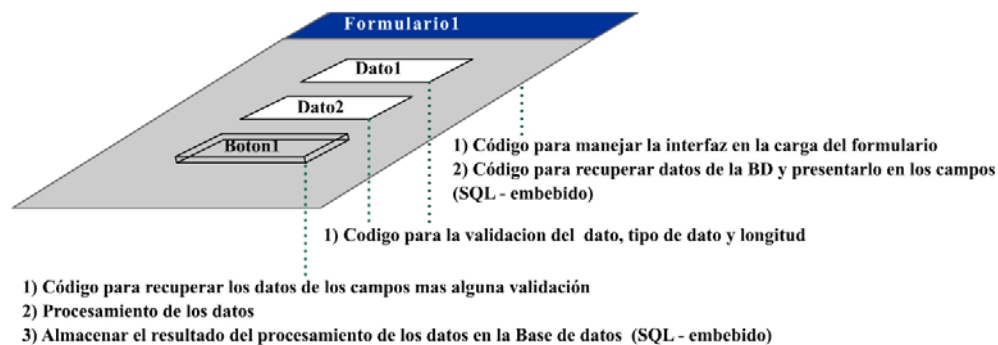 Formulario1
Dato1
Dato2
Boton1
1) Código para manejar la interfaz en la carga del formulario
2) Código para recuperar datos de la BD y presentarlo en los campos
(SQL - embebido)
1) Codigo para la validacion del dato, tipo de dato y longitud
1) Código para recuperar los datos de los campos mas alguna validación
2) Procesamiento de los datos
3) Almacenar el resultado del procesamiento de los datos en la Base de datos (SQL - embebido)